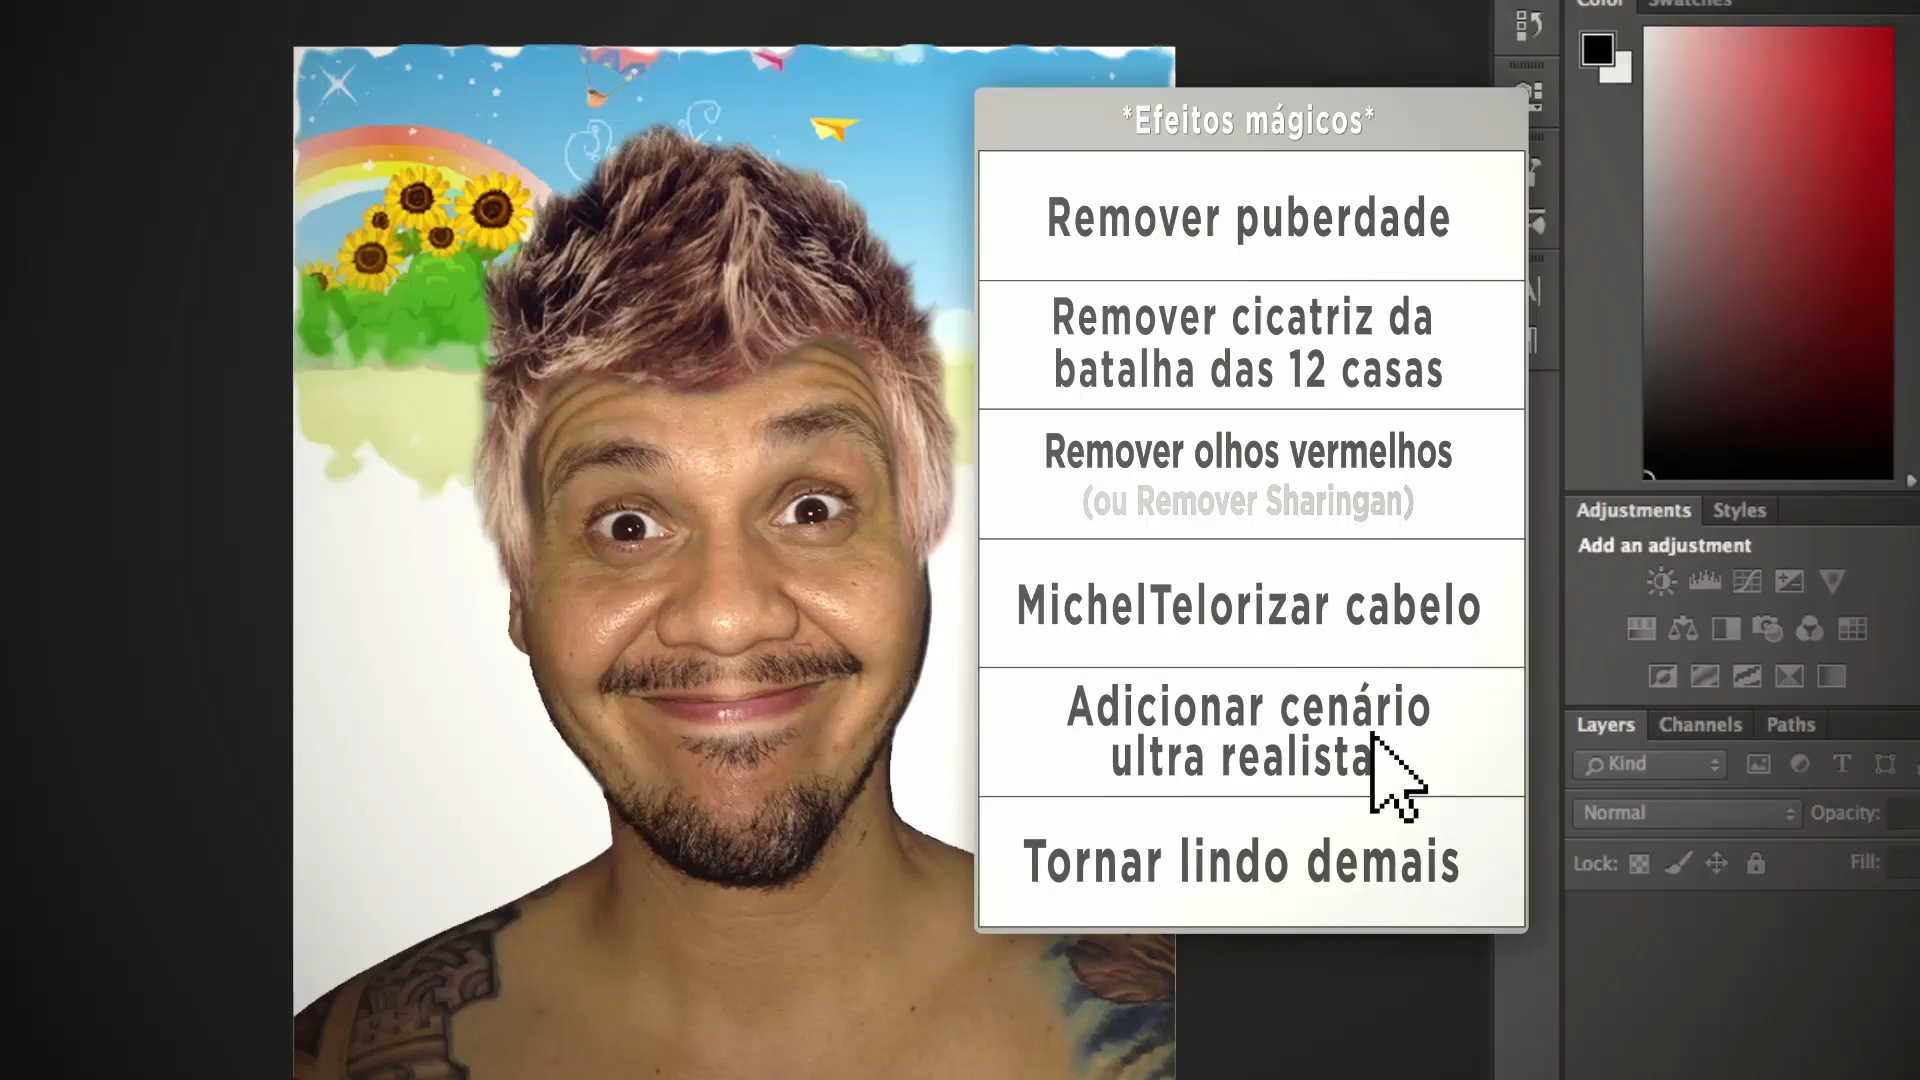 *Efeitos mágicos*
Remover puberdade
Remover cicatriz da
batalha das 12 casas
Remover olhos vermelhos
(ou Remover Sharingan)
MichelTelorizar cabelo
Adicionar cenário
ultra realista
Tornar lindo demais
Color
Swatches
Adjustments
Styles
Add an adjustment
Layers
Channels
Paths
Kind
Normal
Opacity:
Lock:
Fill: